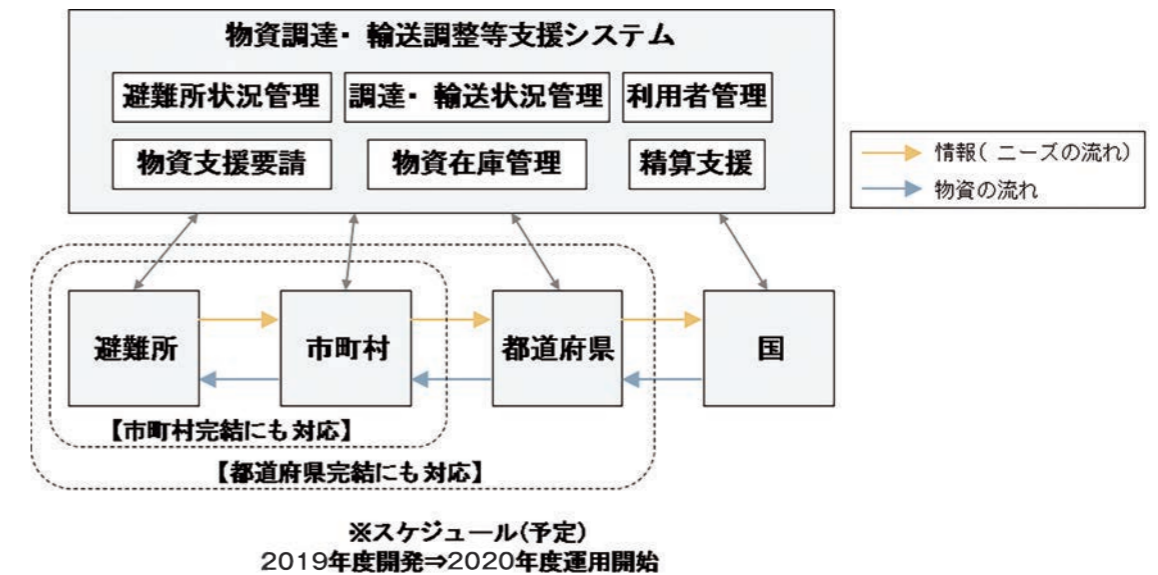 物資調達・輸送調整等支援システム
避難所状況管理
調達・輸送状況管理
利用者管理
物資支援要請
物資在庫管理
精算支援
情報(ニーズの流れ)
物資の流れ
避難所
市町村
都道府県
国
【市町村完結にも対応】
【都道府県完結にも対応】
※スケジュール(予定)
2019年度開発⇒2020年度運用開始